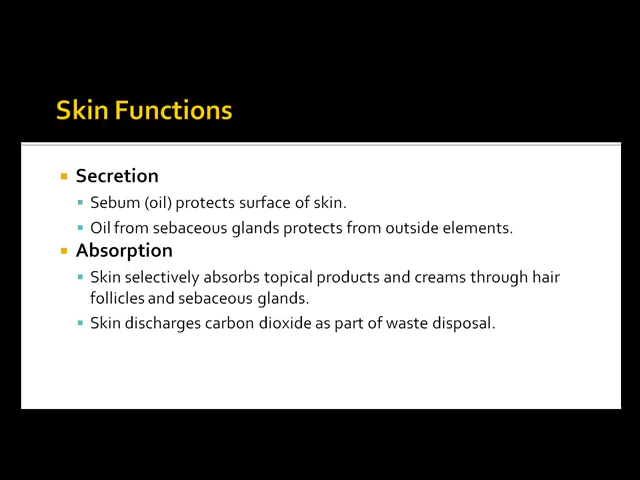 Skin Functions
Secretion
Sebum (oil) protects surface of skin.
Oil from sebaceous glands protects from outside elements.
Absorption
Skin selectively absorbs topical products and creams through hair
follicles and sebaceous glands.
Skin discharges carbon dioxide as part of waste disposal.